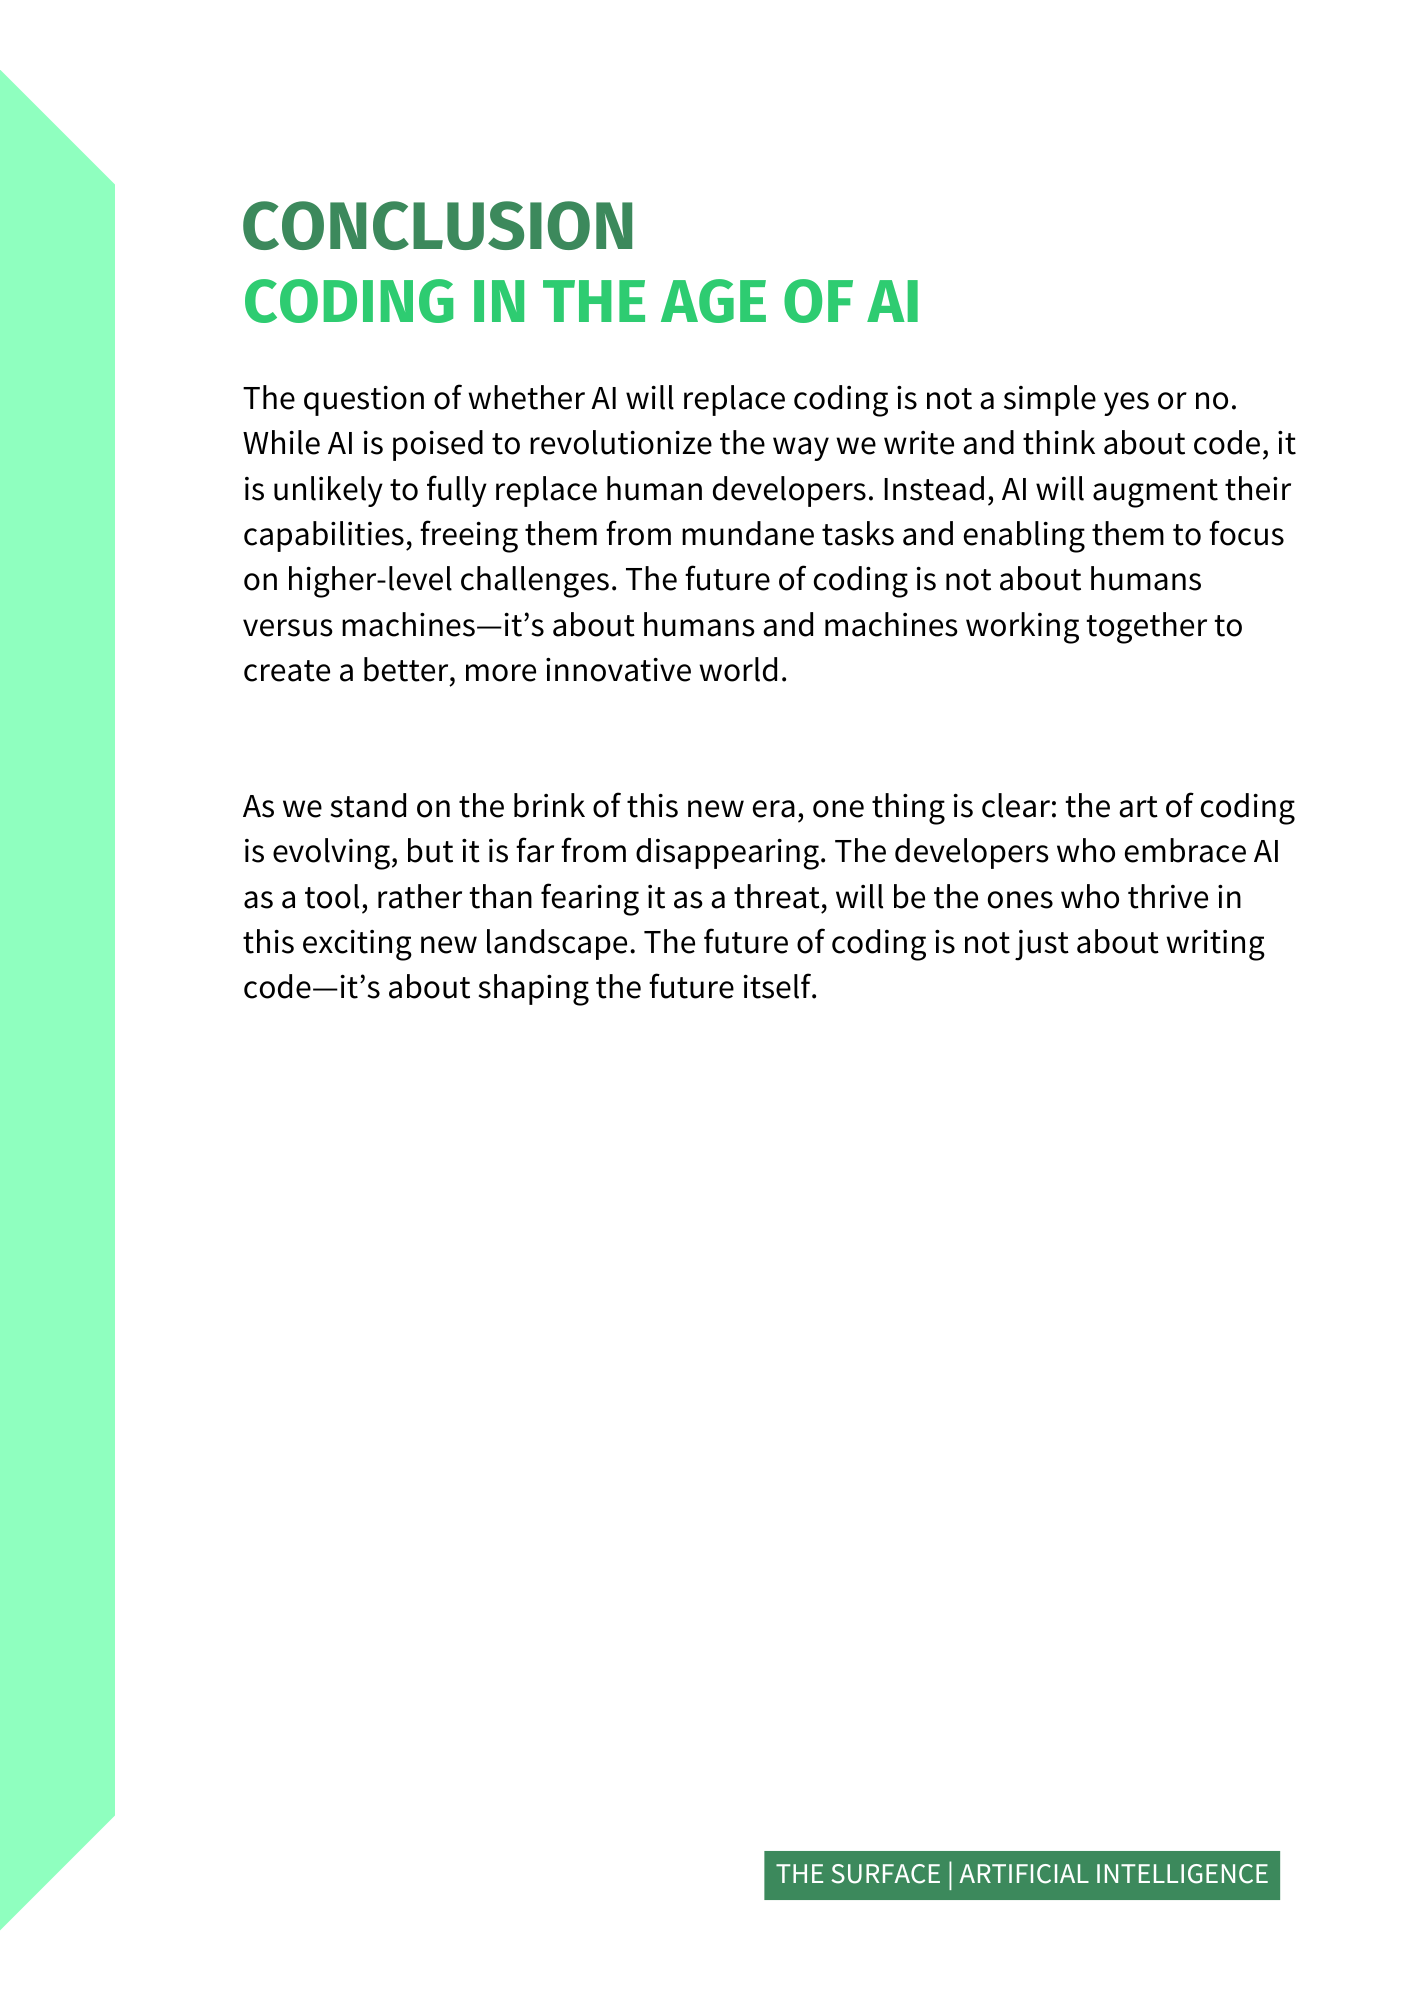 CONCLUSION
CODING IN THE AGE OF AI
The question of whether AI will replace coding is not a simple yes or no.
While AI is poised to revolutionize the way we write and think about code, it
is unlikely to fully replace human developers. Instead, AI will augment their
capabilities, freeing them from mundane tasks and enabling them to focus
on higher-level challenges. The future of coding is not about humans
versus machines—it’s about humans and machines working together to
create a better, more innovative world.
As we stand on the brink of this new era, one thing is clear: the art of coding
is evolving, but it is far from disappearing. The developers who embrace AI
as a tool, rather than fearing it as a threat, will be the ones who thrive in
this exciting new landscape. The future of coding is not just about writing
code—it’s about shaping the future itself.
THE SURFACE | ARTIFICIAL INTELLIGENCE